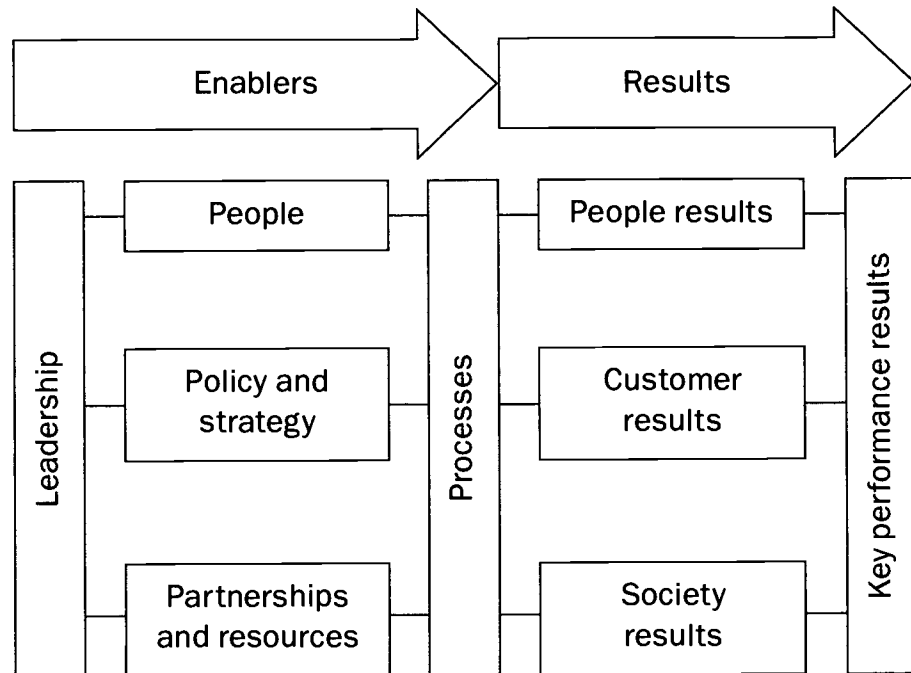 Enablers
Results
Leadership
People
Policy and
strategy
Partnerships
and resources
Processes
People results
Customer
results
Society
results
Key performance results